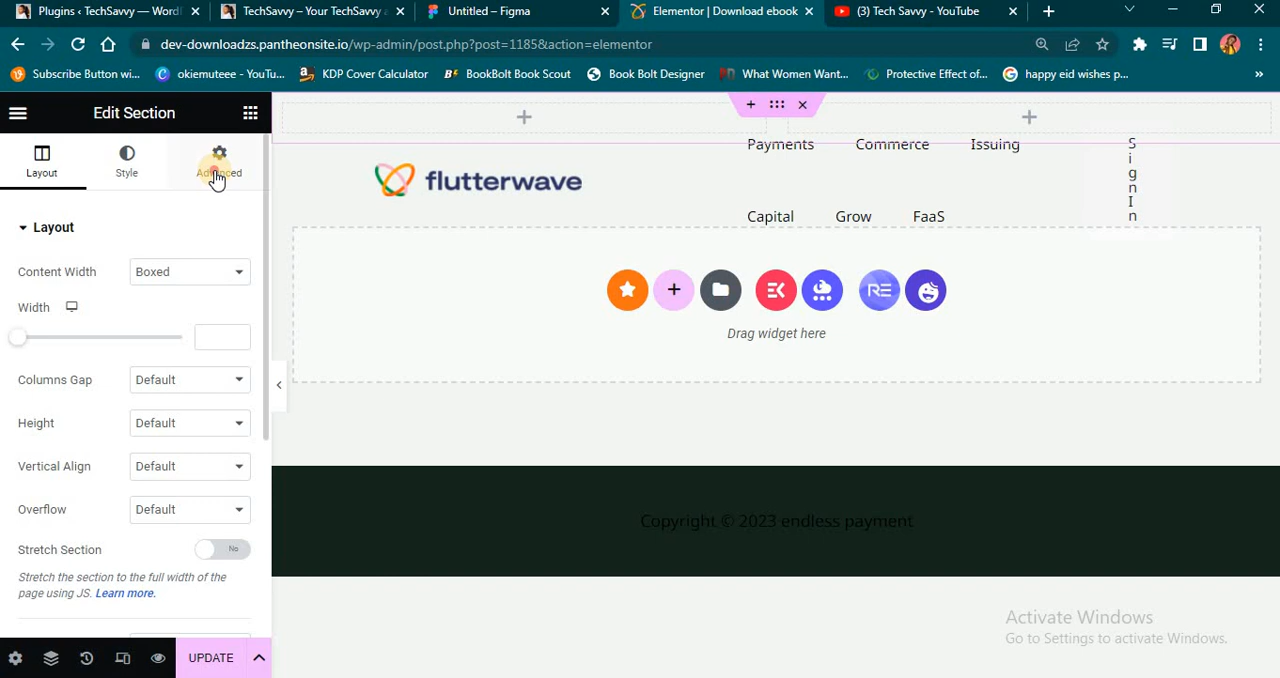 Plugins ‹ TechSavvy — Word
TechSavvy – Your TechSavvy a
Untitled – Figma
Elementor | Download ebook
(3) Tech Savvy - YouTube
dev-downloadzs.pantheonsite.io/wp-admin/post.php?post=1185&action=elementor
Subscribe Button wi...
okiemuteee - YouTu...
KDP Cover Calculator
BookBolt Book Scout
Book Bolt Designer
What Women Want...
Protective Effect of...
happy eid wishes p...
Edit Section
Layout
Style
Advanced
Layout
Content Width
Boxed
Width
Columns Gap
Default
Height
Default
Vertical Align
Default
Overflow
Default
Stretch Section
No
Stretch the section to the full width of the
page using JS. Learn more.
UPDATE
flutterwave
Payments
Commerce
Issuing
Capital
Grow
FaaS
Sign In
RE
Drag widget here
Copyright © 2023 endless payment
Activate Windows
Go to Settings to activate Windows.